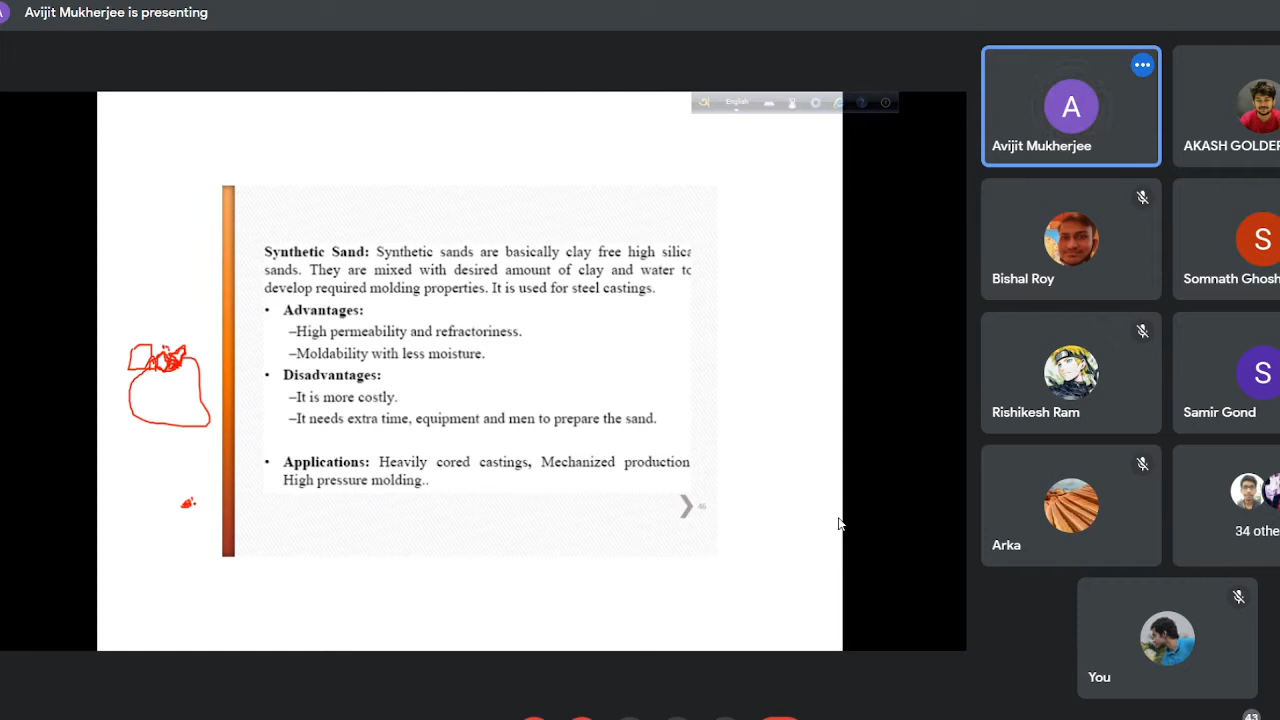 Avijit Mukherjee is presenting
English
A
Avijit Mukherjee
AKASH GOLDER
Synthetic Sand: Synthetic sands are basically clay free high silica
sands. They are mixed with desired amount of clay and water to
develop required molding properties. It is used for steel castings.
• Advantages:
–High permeability and refractoriness.
–Moldability with less moisture.
• Disadvantages:
–It is more costly.
–It needs extra time, equipment and men to prepare the sand.
• Applications: Heavily cored castings, Mechanized production
High pressure molding..
46
Bishal Roy
S
Somnath Ghosh
Rishikesh Ram
S
Samir Gond
Arka
34 othe
You
43